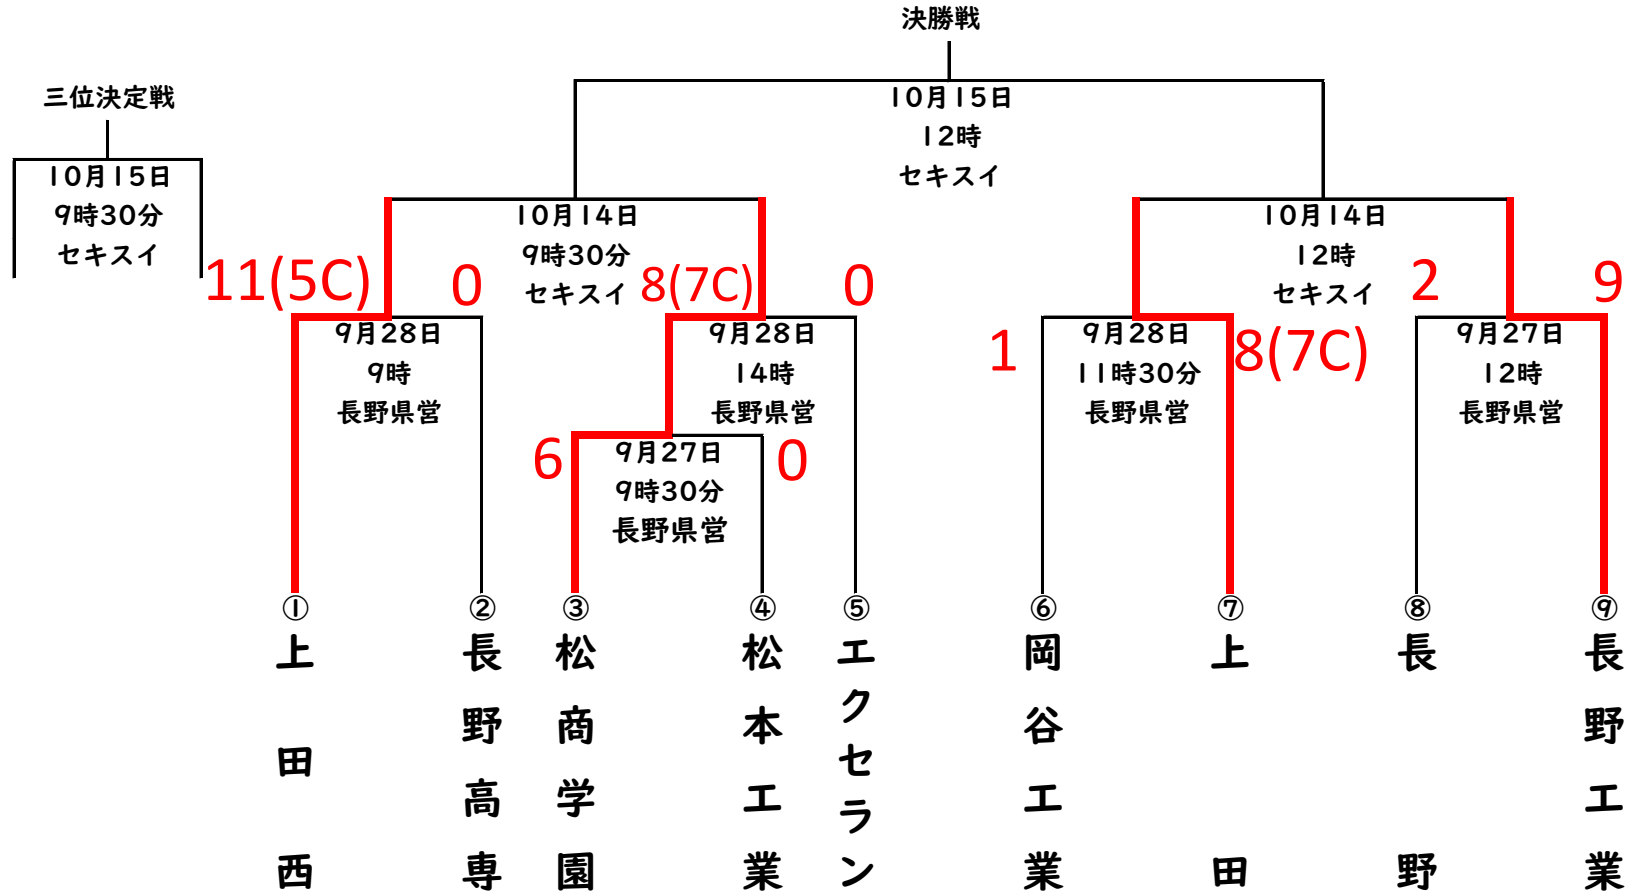 決勝戦
10月15日
12時
セキスイ
三位決定戦
10月15日
9時30分
セキスイ
10月14日
9時30分
セキスイ
10月14日
12時
セキスイ
11(5C)
0
8(7C)
0
2
9
9月28日
9時
長野県営
9月28日
14時
長野県営
1
9月28日
11時30分
長野県営
8(7C)
9月27日
12時
長野県営
6
9月27日
9時30分
長野県営
0
①
上田西
②
長野高専
③
松商学園
④
松本工業
⑤
エクセラン
⑥
岡谷工業
⑦
上田
⑧
長野
⑨
長野工業